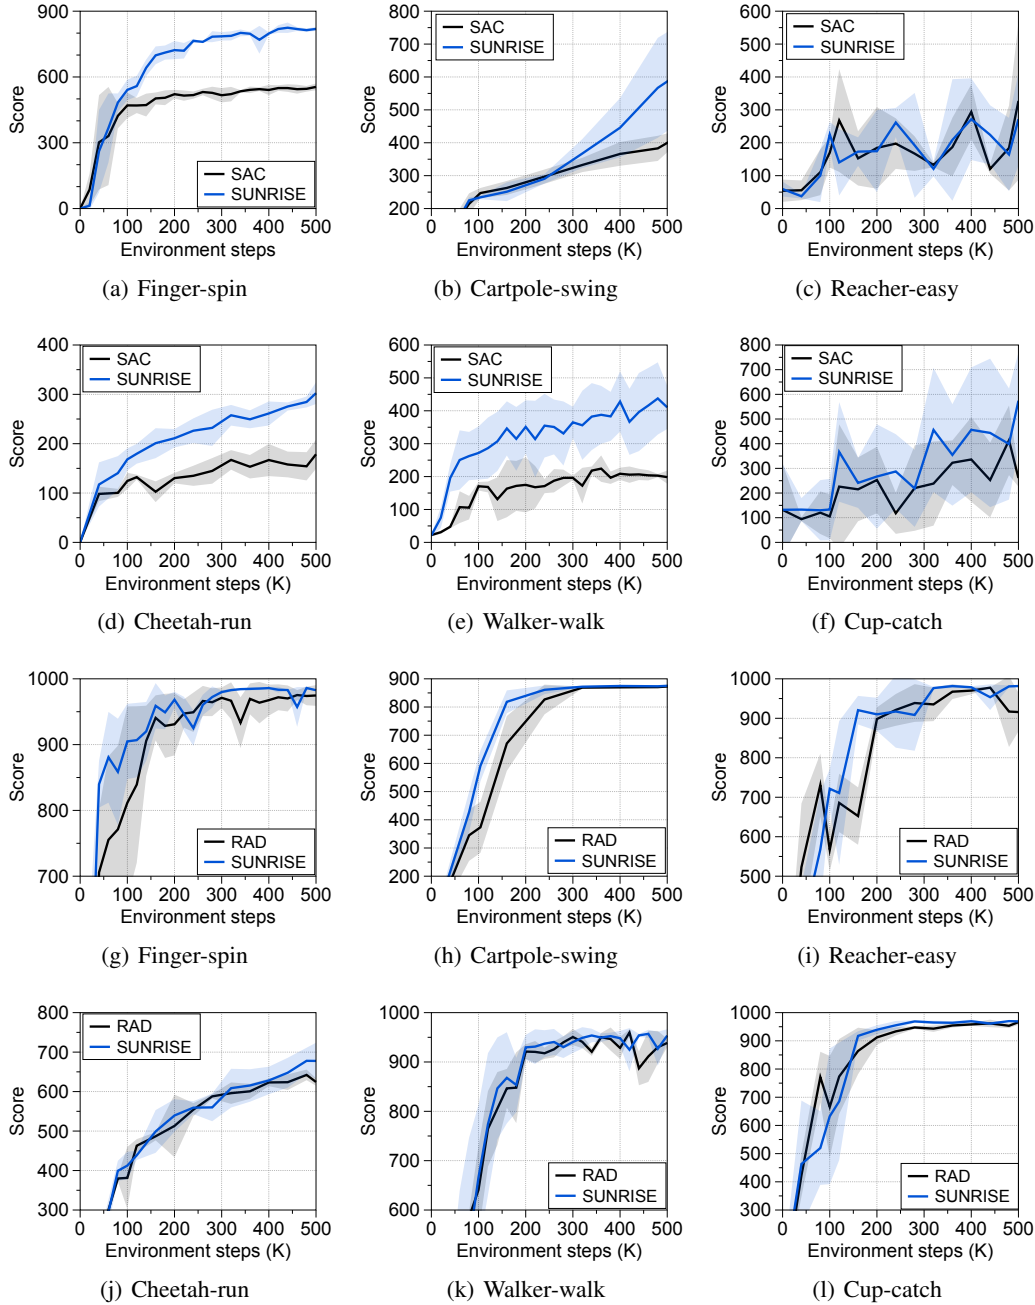 900
600
300
0
Score
SAC
SUNRISE
0 100 200 300 400 500
Environment steps
(a) Finger-spin
800
700
600
500
400
300
200
Score
SAC
SUNRISE
0 100 200 300 400 500
Environment steps (K)
(b) Cartpole-swing
600
500
400
300
200
100
0
Score
SAC
SUNRISE
0 100 200 300 400 500
Environment steps (K)
(c) Reacher-easy
400
300
200
100
0
Score
SAC
SUNRISE
0 100 200 300 400 500
Environment steps (K)
(d) Cheetah-run
600
500
400
300
200
100
0
Score
SAC
SUNRISE
0 100 200 300 400 500
Environment steps (K)
(e) Walker-walk
800
700
600
500
400
300
200
100
0
Score
SAC
SUNRISE
0 100 200 300 400 500
Environment steps (K)
(f) Cup-catch
1000
900
800
700
Score
RAD
SUNRISE
0 100 200 300 400 500
Environment steps
(g) Finger-spin
900
800
700
600
500
400
300
200
Score
RAD
SUNRISE
0 100 200 300 400 500
Environment steps (K)
(h) Cartpole-swing
1000
900
800
700
600
500
Score
RAD
SUNRISE
0 100 200 300 400 500
Environment steps (K)
(i) Reacher-easy
800
700
600
500
400
300
Score
RAD
SUNRISE
0 100 200 300 400 500
Environment steps (K)
(j) Cheetah-run
1000
900
800
700
600
Score
RAD
SUNRISE
0 100 200 300 400 500
Environment steps (K)
(k) Walker-walk
1000
900
800
700
600
500
400
300
Score
RAD
SUNRISE
0 100 200 300 400 500
Environment steps (K)
(l) Cup-catch